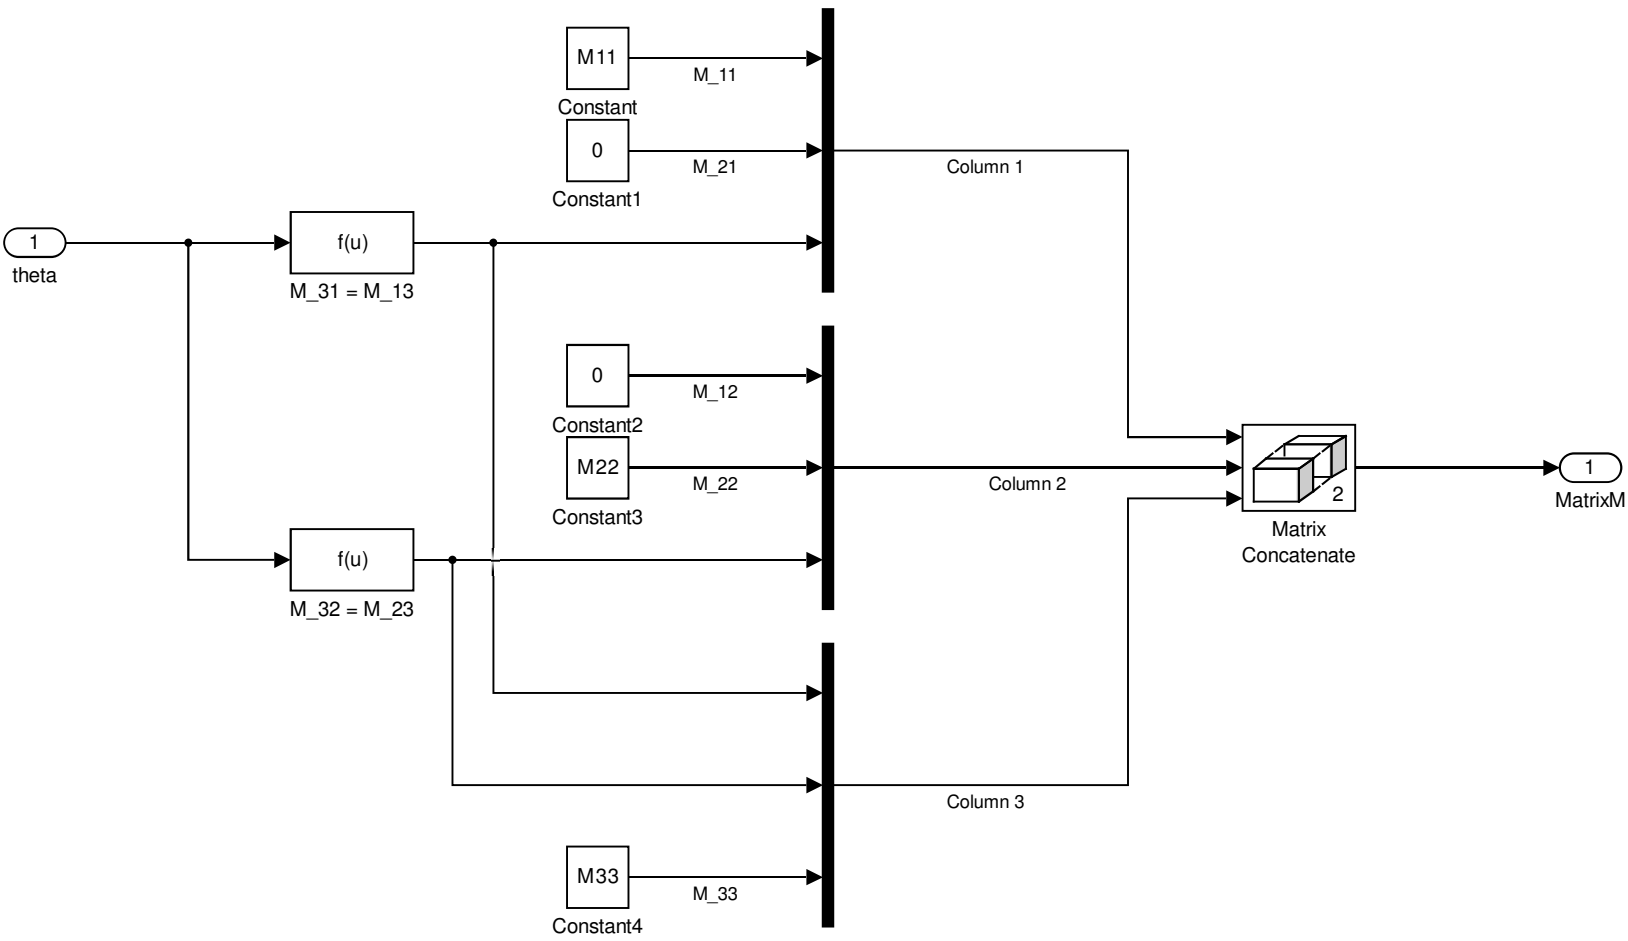 M11
M_11
Constant
0
M_21
Constant1
1
theta
f(u)
M_31 = M_13
Column 1
0
M_12
Constant2
M22
M_22
Constant3
Column 2
2
Matrix
Concatenate
1
MatrixM
f(u)
M_32 = M_23
Column 3
M33
M_33
Constant4